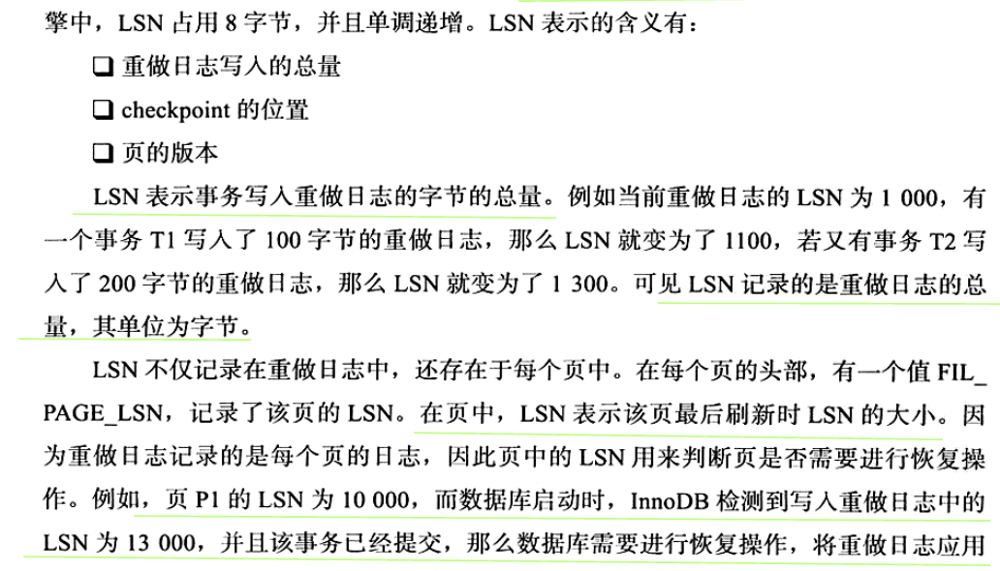 擎中，LSN 占用 8 字节，并且单调递增。LSN 表示的含义有：
❑ 重做日志写入的总量
❑ checkpoint 的位置
❑ 页的版本
LSN 表示事务写入重做日志的字节的总量。例如当前重做日志的 LSN 为 1 000，有
一个事务 T1 写入了 100 字节的重做日志，那么 LSN 就变为了 1100，若又有事务 T2 写
入了 200 字节的重做日志，那么 LSN 就变为了 1 300。可见 LSN 记录的是重做日志的总
量，其单位为字节。
LSN 不仅记录在重做日志中，还存在于每个页中。在每个页的头部，有一个值 FIL_
PAGE_LSN，记录了该页的 LSN。在页中，LSN 表示该页最后刷新时 LSN 的大小。因
为重做日志记录的是每个页的日志，因此页中的 LSN 用来判断页是否需要进行恢复操
作。例如，页 P1 的 LSN 为 10 000，而数据库启动时，InnoDB 检测到写入重做日志中的
LSN 为 13 000，并且该事务已经提交，那么数据库需要进行恢复操作，将重做日志应用